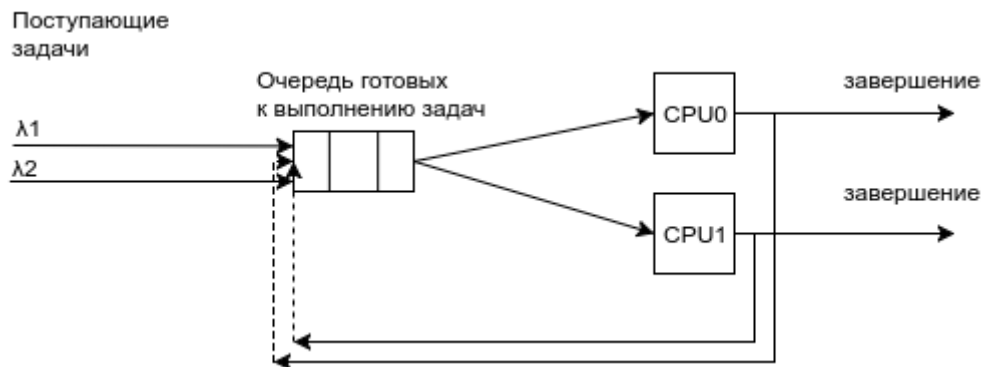 Поступающие
задачи
Очередь готовых
к выполнению задач
λ1
λ2
CPU0
завершение
CPU1
завершение